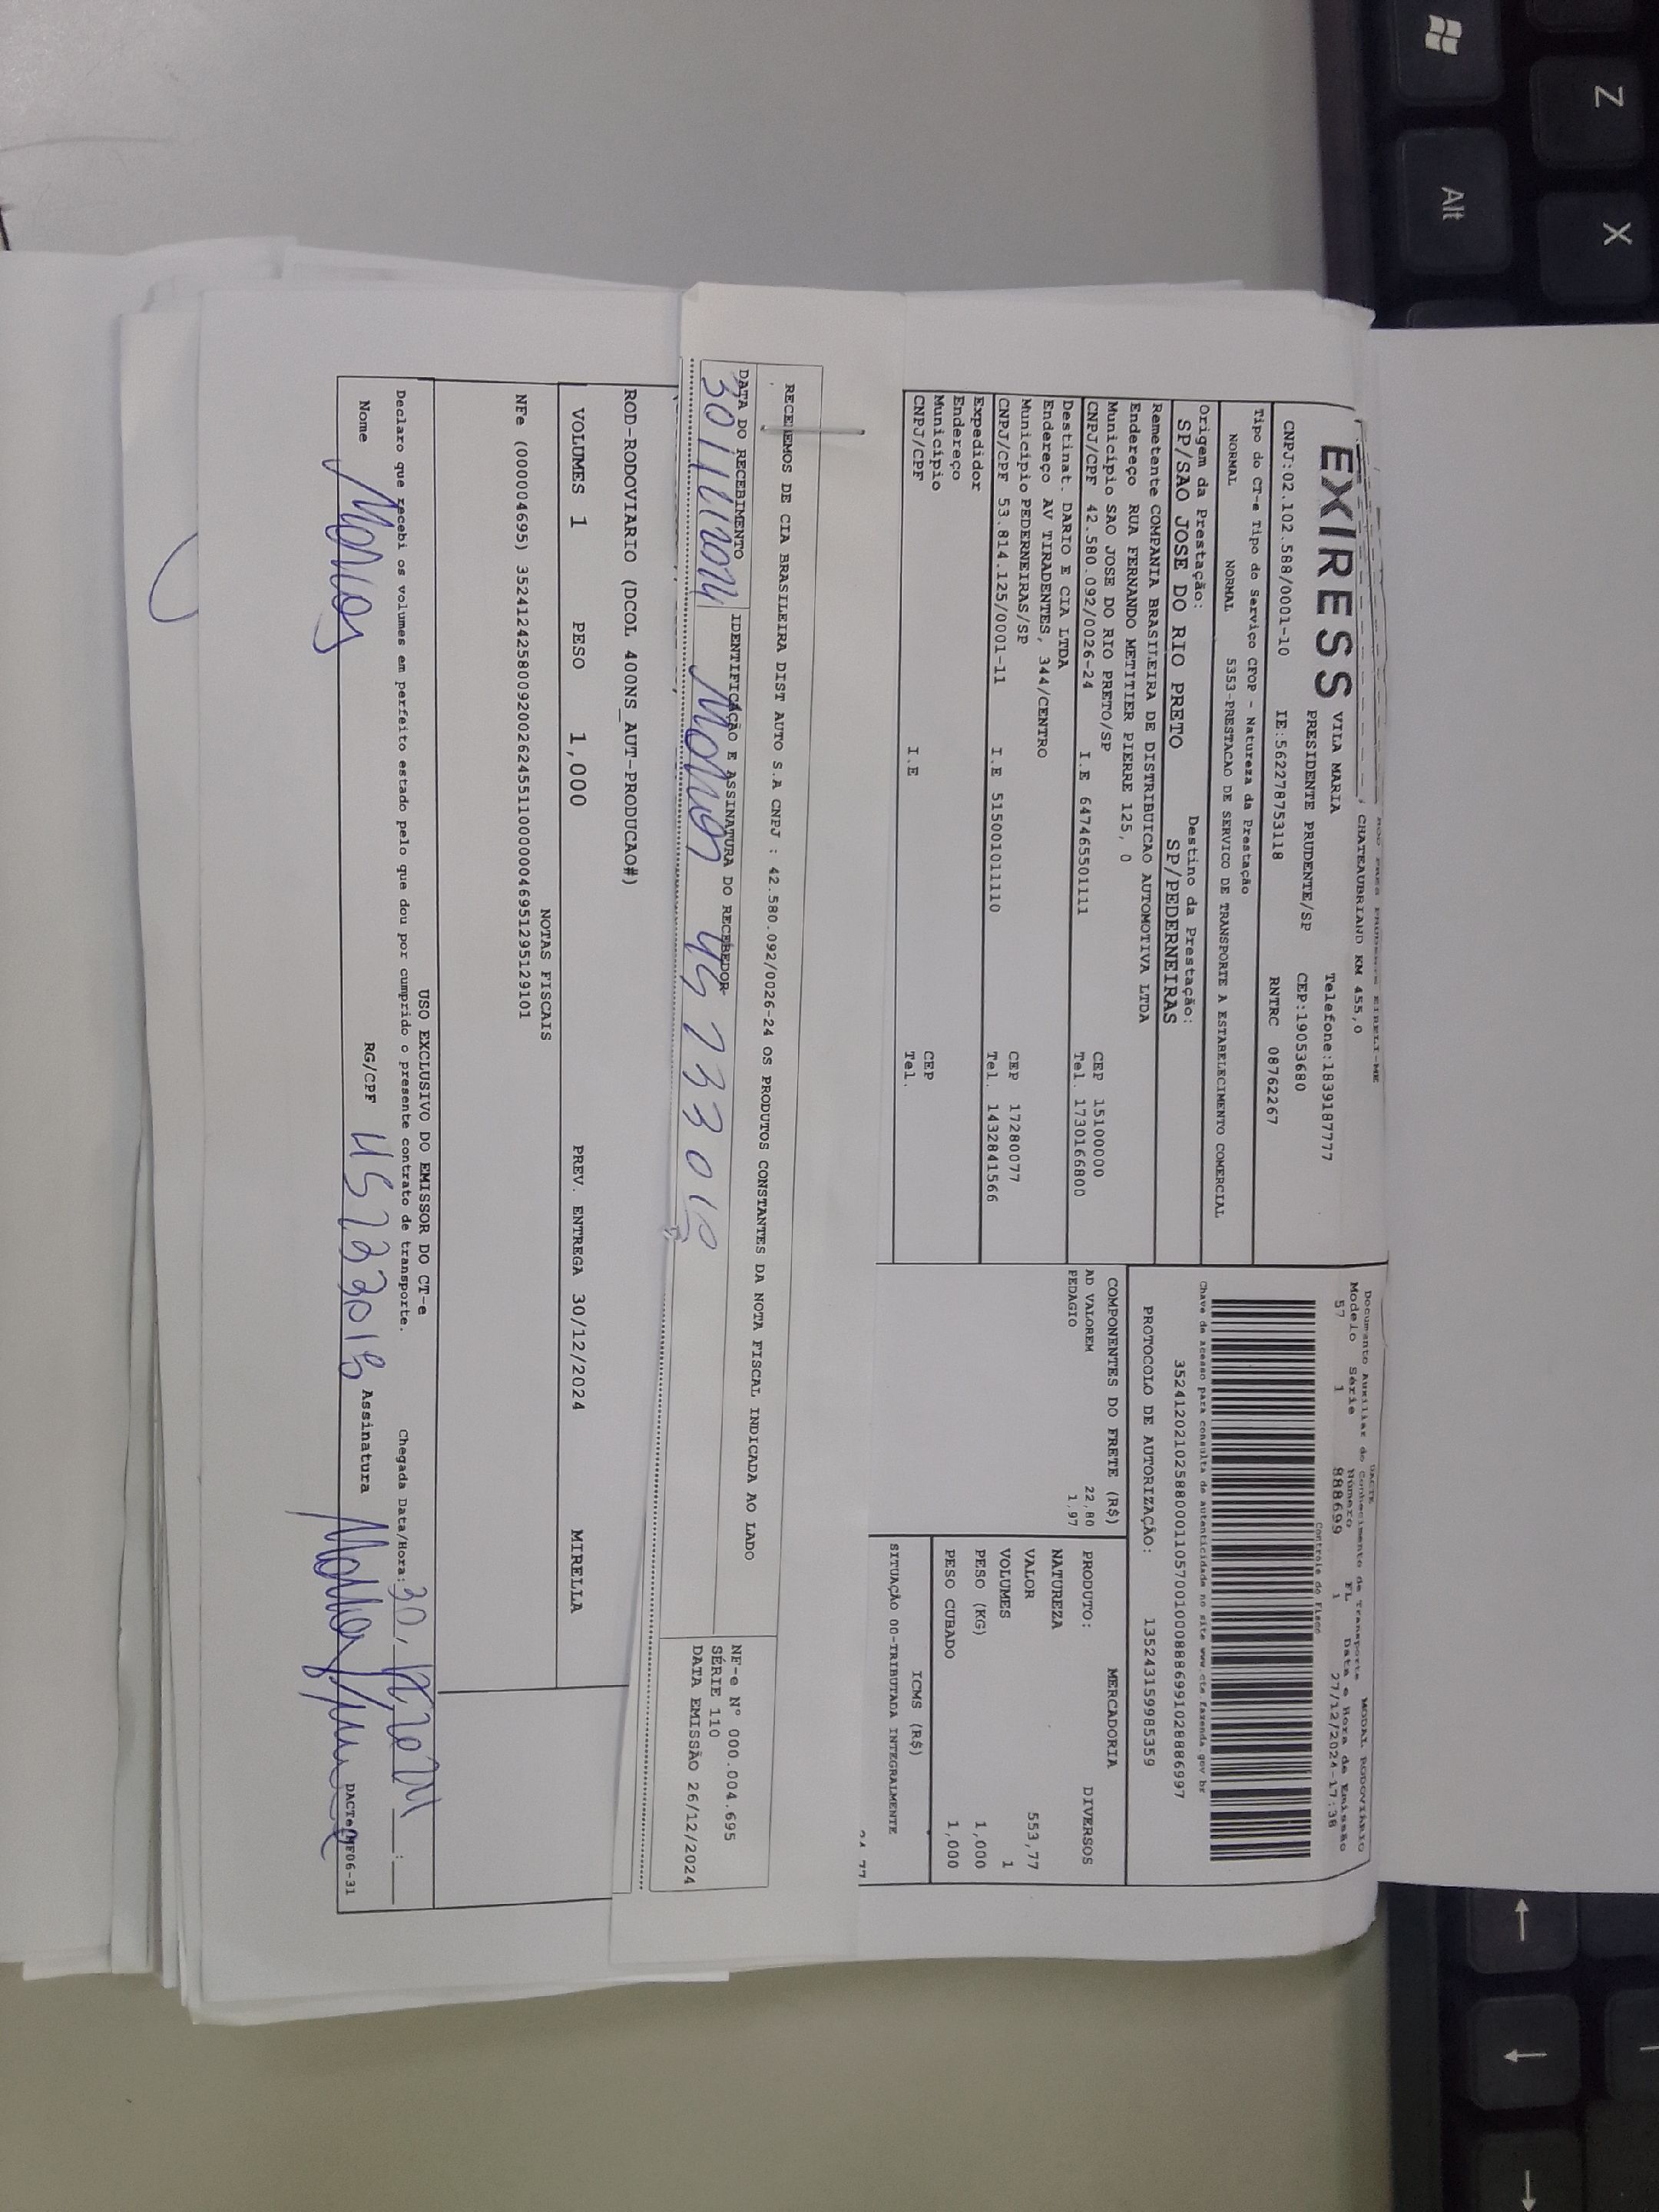 EXIRESS
CHATEAUBRIAND KM 455,0
VILA MARIA Telefone:1839187777
PRESIDENTE PRUDENTE/SP CEP:19053680
CNPJ:02.102.588/0001-10 IE:562278753118 RNTRC 08762267
Tipo do CT-e Tipo do Serviço CFOP - Natureza da Prestação
NORMAL NORMAL 5353-PRESTACAO DE SERVICO DE TRANSPORTE A ESTABELECIMENTO COMERCIAL
Origem da Prestação: Destino da Prestação:
SP/SAO JOSE DO RIO PRETO SP/PEDERNEIRAS
Remetente COMPANIA BRASILEIRA DE DISTRIBUICAO AUTOMOTIVA LTDA
Endereço RUA FERNANDO METITIER PIERRE 125, 0
Municipio SAO JOSE DO RIO PRETO/SP CEP 15100000
CNPJ/CPF 42.580.092/0026-24 I.E 647465501111 Tel. 1730166800
Destinat. DARIO E CIA LTDA
Endereço AV TIRADENTES, 344/CENTRO
Municipio PEDERNEIRAS/SP CEP 17280077
CNPJ/CPF 53.814.125/0001-11 I.E 515001011110 Tel. 1432841566
Expedidor
Endereço
Municipio CEP
CNPJ/CPF I.E Tel.
DACTE MODAL RODOVIÁRIO
Documento Auxiliar do Conhecimento de Transporte
Modelo Série Número FL Data e Hora de Emissão
57 1 888699 1 27/12/2024-17:38
Controle do Fisco
Chave de acesso para consulta de autenticidade no site www.cte.fazenda.gov.br
35241202102588000110570010008886991028886997
PROTOCOLO DE AUTORIZAÇÃO: 135243159985359
COMPONENTES DO FRETE (R$)
AD VALOREM 22,80
PEDAGIO 1,97
MERCADORIA
PRODUTO: DIVERSOS
NATUREZA
VALOR 553,77
VOLUMES 1
PESO (KG) 1,000
PESO CUBADO 1,000
ICMS (R$)
SITUAÇÃO 00-TRIBUTADA INTEGRALMENTE
RECEBEMOS DE CIA BRASILEIRA DIST AUTO S.A CNPJ : 42.580.092/0026-24 OS PRODUTOS CONSTANTES DA NOTA FISCAL INDICADA AO LADO
DATA DO RECEBIMENTO IDENTIFICAÇÃO E ASSINATURA DO RECEBEDOR
NF-e Nº 000.004.695
SÉRIE 110
DATA EMISSÃO 26/12/2024
ROD-RODOVIARIO (DCOL 400NS_AUT-PRODUCAO#)
VOLUMES 1 PESO 1,000 PREV. ENTREGA 30/12/2024 MIRELLA
NOTAS FISCAIS
NFe (000004695) 35241242580092002624551100000046951295129101
USO EXCLUSIVO DO EMISSOR DO CT-e
Declaro que recebi os volumes em perfeito estado pelo que dou por cumprido o presente contrato de transporte. Chegada Data/Hora:
Nome RG/CPF Assinatura
DACTe MF06-31